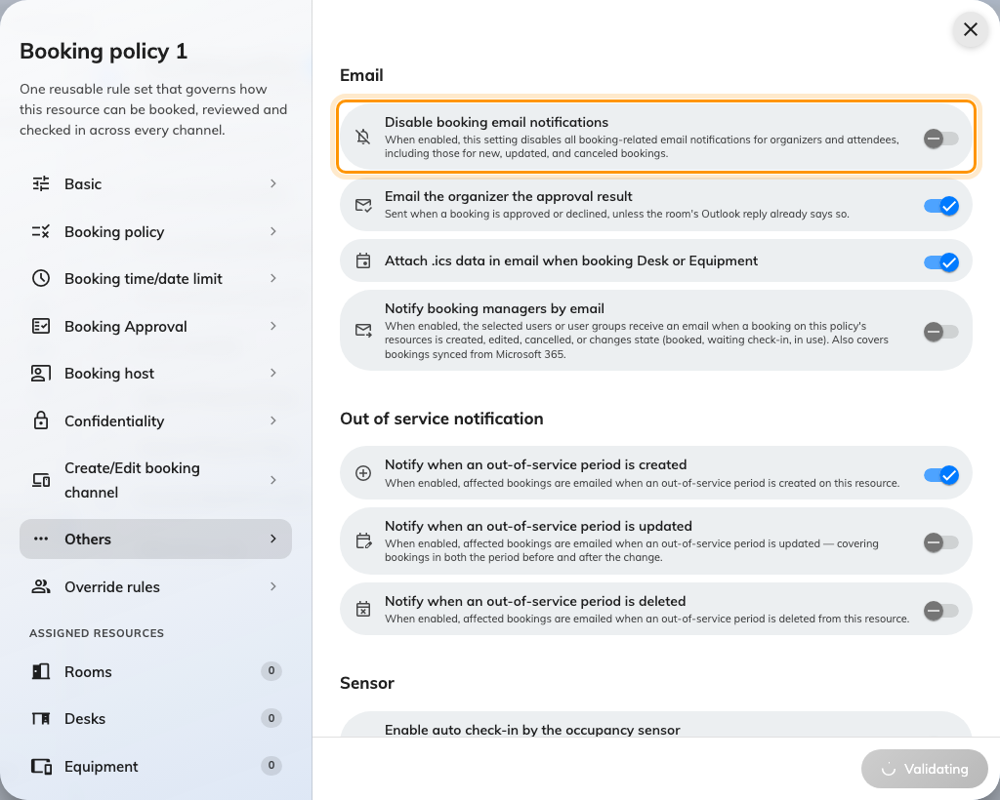 Booking policy 1
One reusable rule set that governs how
this resource can be booked, reviewed and
checked in across every channel.
Basic
Booking policy
Booking time/date limit
Booking Approval
Booking host
Confidentiality
Create/Edit booking
channel
Others
Override rules
ASSIGNED RESOURCES
Rooms 0
Desks 0
Equipment 0
Email
Disable booking email notifications
When enabled, this setting disables all booking-related email notifications for organizers and attendees,
including those for new, updated, and canceled bookings.
Email the organizer the approval result
Sent when a booking is approved or declined, unless the room's Outlook reply already says so.
Attach .ics data in email when booking Desk or Equipment
Notify booking managers by email
When enabled, the selected users or user groups receive an email when a booking on this policy's
resources is created, edited, cancelled, or changes state (booked, waiting check-in, in use). Also covers
bookings synced from Microsoft 365.
Out of service notification
Notify when an out-of-service period is created
When enabled, affected bookings are emailed when an out-of-service period is created on this resource.
Notify when an out-of-service period is updated
When enabled, affected bookings are emailed when an out-of-service period is updated — covering
bookings in both the period before and after the change.
Notify when an out-of-service period is deleted
When enabled, affected bookings are emailed when an out-of-service period is deleted from this resource.
Sensor
Enable auto check-in by the occupancy sensor
Validating